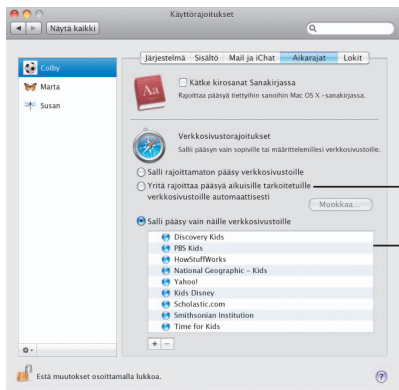 Käyttörajoitukset
Näytä kaikki
Järjestelmä Sisältö Mail ja iChat Aikarajat Lokit
Colby
Marta
Susan
Kätke kirosanat Sanakirjassa
Rajoittaa pääsyä tiettyihin sanoihin Mac OS X -sanakirjassa.
Aa
Verkkosivustorajoitukset
Sallii pääsyn vain sopiville tai määrittelemillesi verkkosivustoille.
Salli rajoittamaton pääsy verkkosivustoille
Yritä rajoittaa pääsyä aikuisille tarkoitetuille
verkkosivustoille automaattisesti
Muokkaa...
Salli pääsy vain näille verkkosivustoille
Discovery Kids
PBS Kids
HowStuffWorks
National Geographic – Kids
Yahoo!
Kids Disney
Scholastic.com
Smithsonian Institution
Time for Kids
+ −
Estä muutokset osoittamalla lukkoa.
?